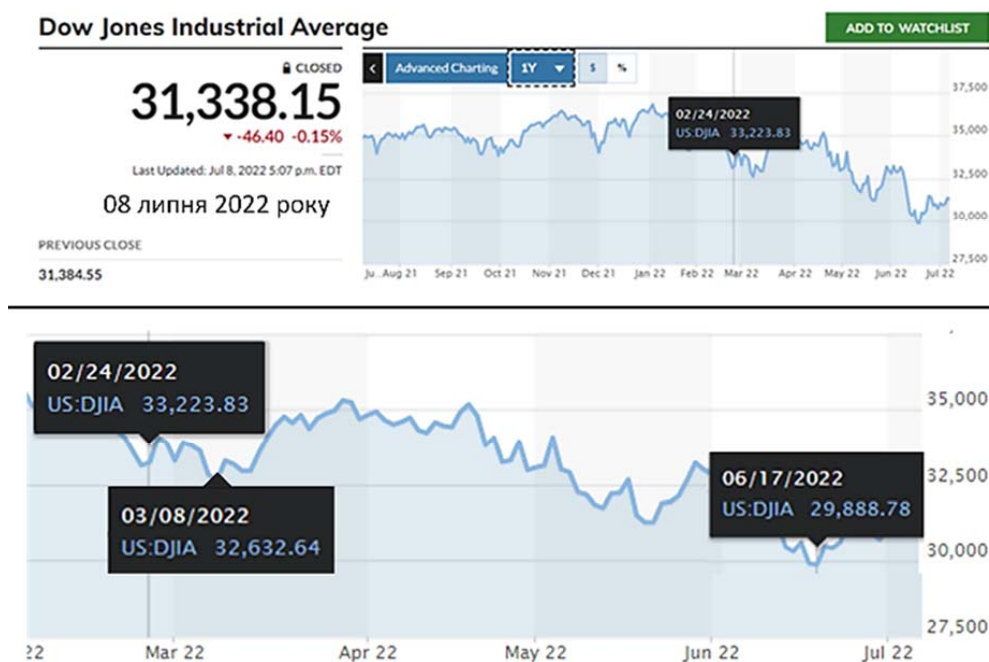 Dow Jones Industrial Average
ADD TO WATCHLIST
CLOSED
31,338.15
-46.40 -0.15%
Last Updated: Jul 8, 2022 5:07 p.m. EDT
08 липня 2022 року
PREVIOUS CLOSE
31,384.55
Advanced Charting 1Y $ %
02/24/2022
US:DJIA 33,223.83
37,500
35,000
32,500
30,000
27,500
Ju.. Aug 21 Sep 21 Oct 21 Nov 21 Dec 21 Jan 22 Feb 22 Mar 22 Apr 22 May 22 Jun 22 Jul 22
02/24/2022
US:DJIA 33,223.83
03/08/2022
US:DJIA 32,632.64
06/17/2022
US:DJIA 29,888.78
35,000
32,500
30,000
27,500
22 Mar 22 Apr 22 May 22 Jun 22 Jul 22